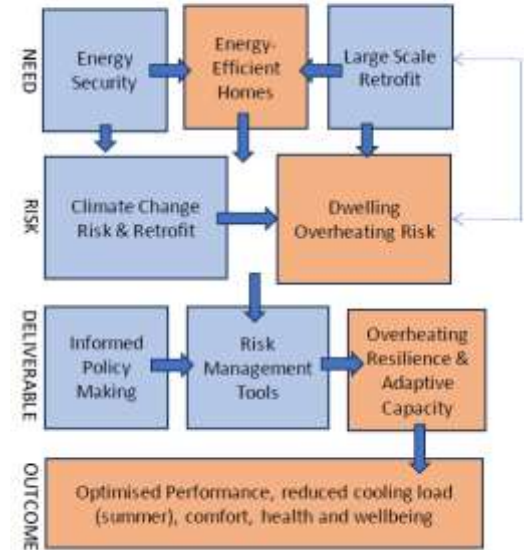 NEED
Energy
Security
Energy-
Efficient
Homes
Large Scale
Retrofit
RISK
Climate Change
Risk & Retrofit
Dwelling
Overheating Risk
DELIVERABLE
Informed
Policy
Making
Risk
Management
Tools
Overheating
Resilience &
Adaptive
Capacity
OUTCOME
Optimised Performance, reduced cooling load
(summer), comfort, health and wellbeing